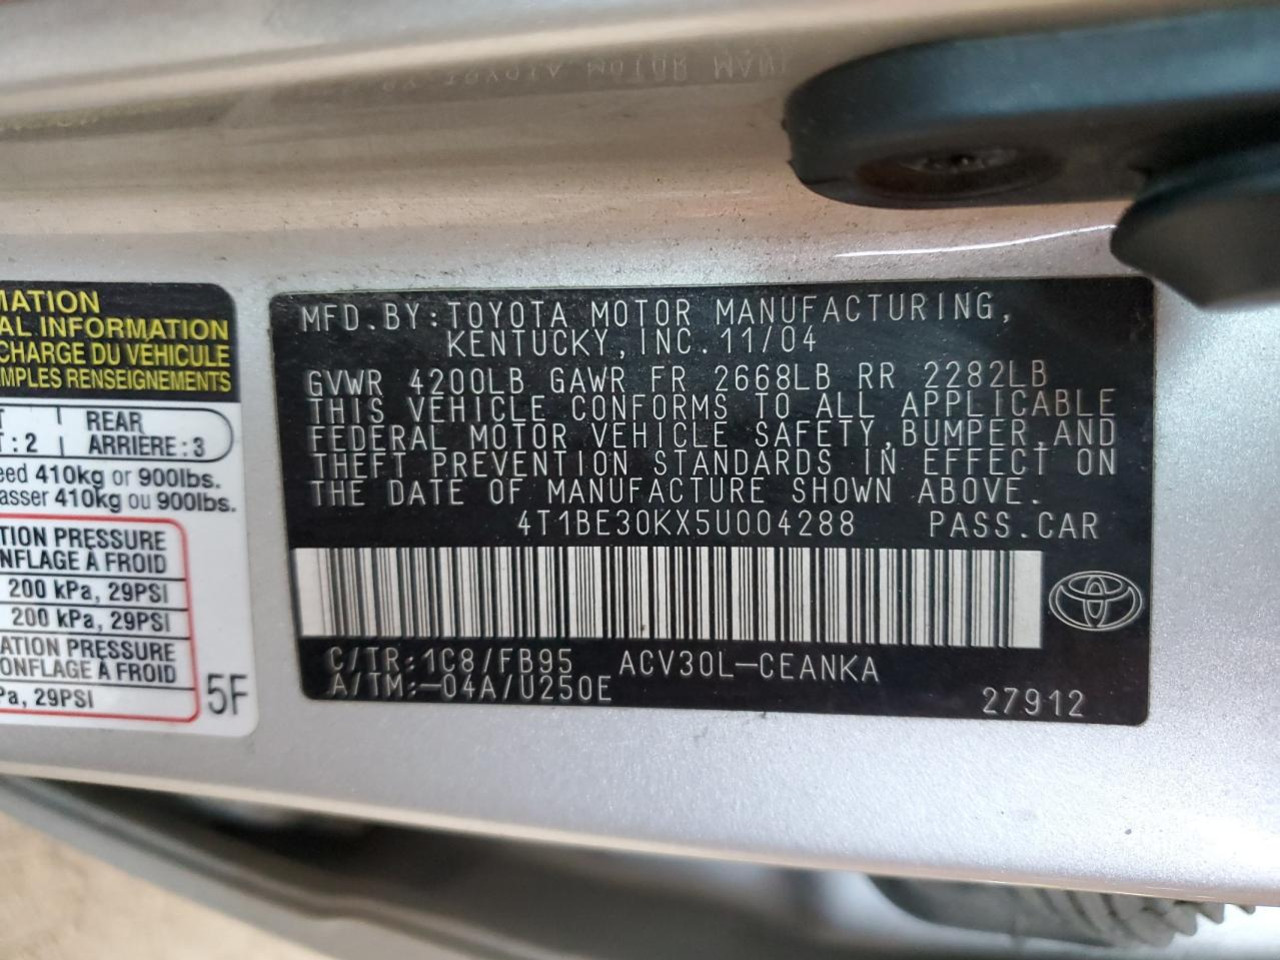 MATION
AL INFORMATION
CHARGE DU VÉHICULE
MPLES RENSEIGNEMENTS
T | REAR
T : 2 | ARRIÈRE : 3
eed 410kg or 900lbs.
asser 410kg ou 900lbs.
TION PRESSURE
NFLAGE À FROID
200 kPa, 29PSI
200 kPa, 29PSI
ATION PRESSURE
ONFLAGE À FROID
Pa, 29PSI
5F
MFD.BY:TOYOTA MOTOR MANUFACTURING,
KENTUCKY,INC.11/04
GVWR 4200LB GAWR FR 2668LB RR 2282LB
THIS VEHICLE CONFORMS TO ALL APPLICABLE
FEDERAL MOTOR VEHICLE SAFETY,BUMPER,AND
THEFT PREVENTION STANDARDS IN EFFECT ON
THE DATE OF MANUFACTURE SHOWN ABOVE.
4T1BE30KX5U004288 PASS.CAR
C/TR:1C8/FB95 ACV30L-CEANKA
A/TM:-04A/U250E
27912